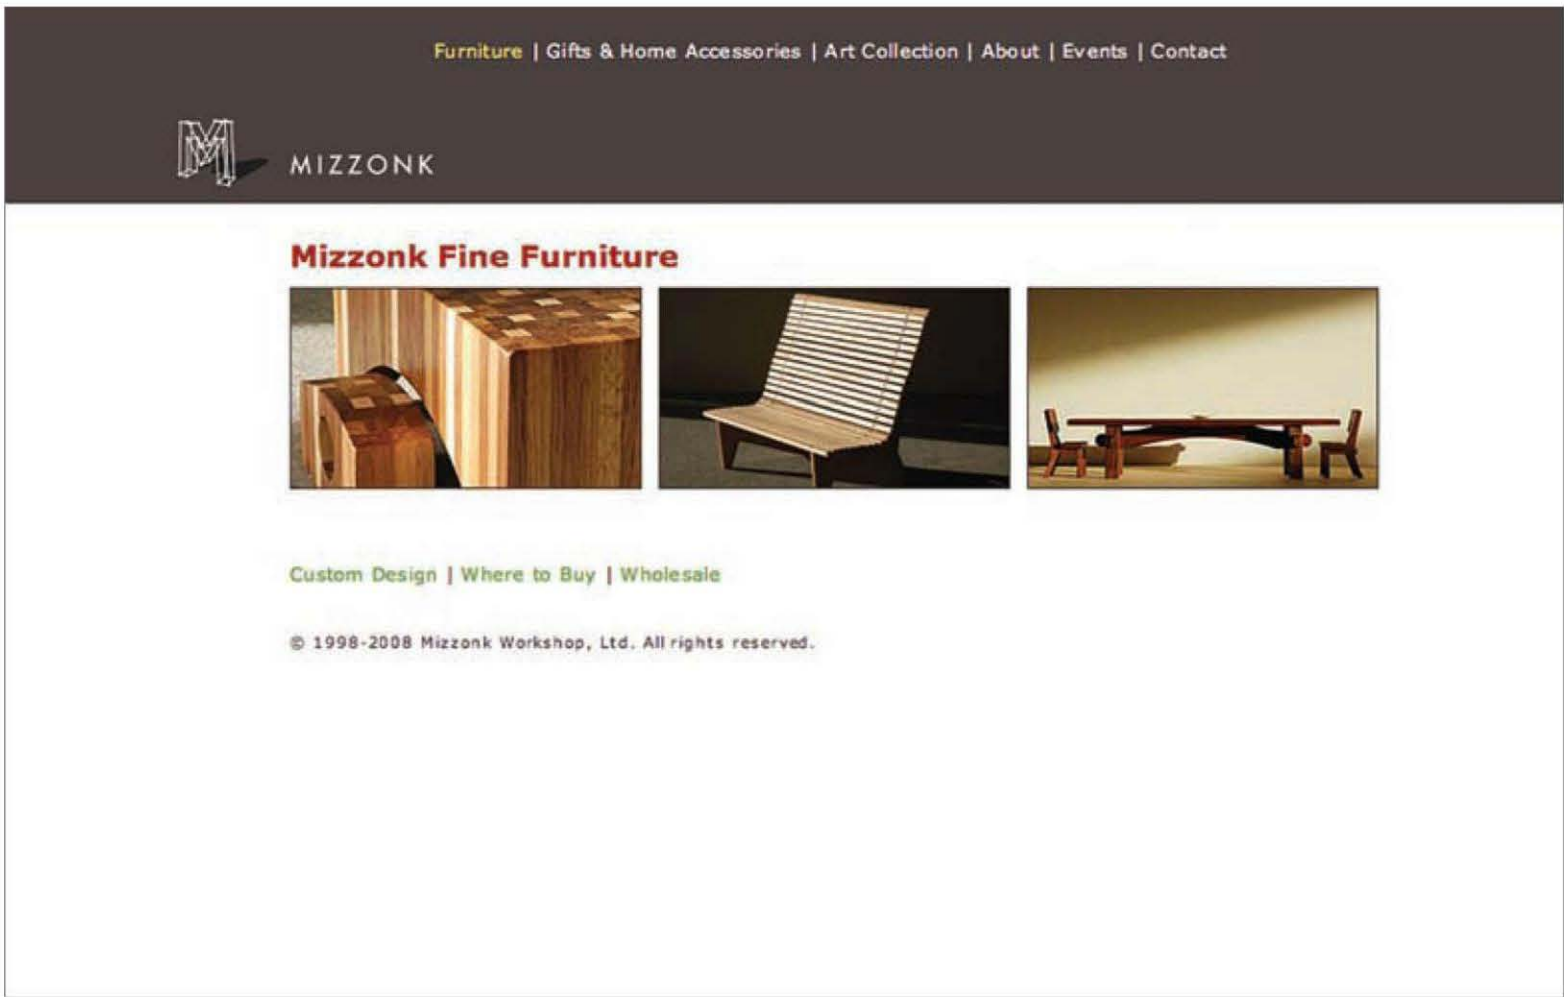 Furniture | Gifts & Home Accessories | Art Collection | About | Events | Contact
M MIZZONK
Mizzonk Fine Furniture
Custom Design | Where to Buy | Wholesale
© 1998-2008 Mizzonk Workshop, Ltd. All rights reserved.